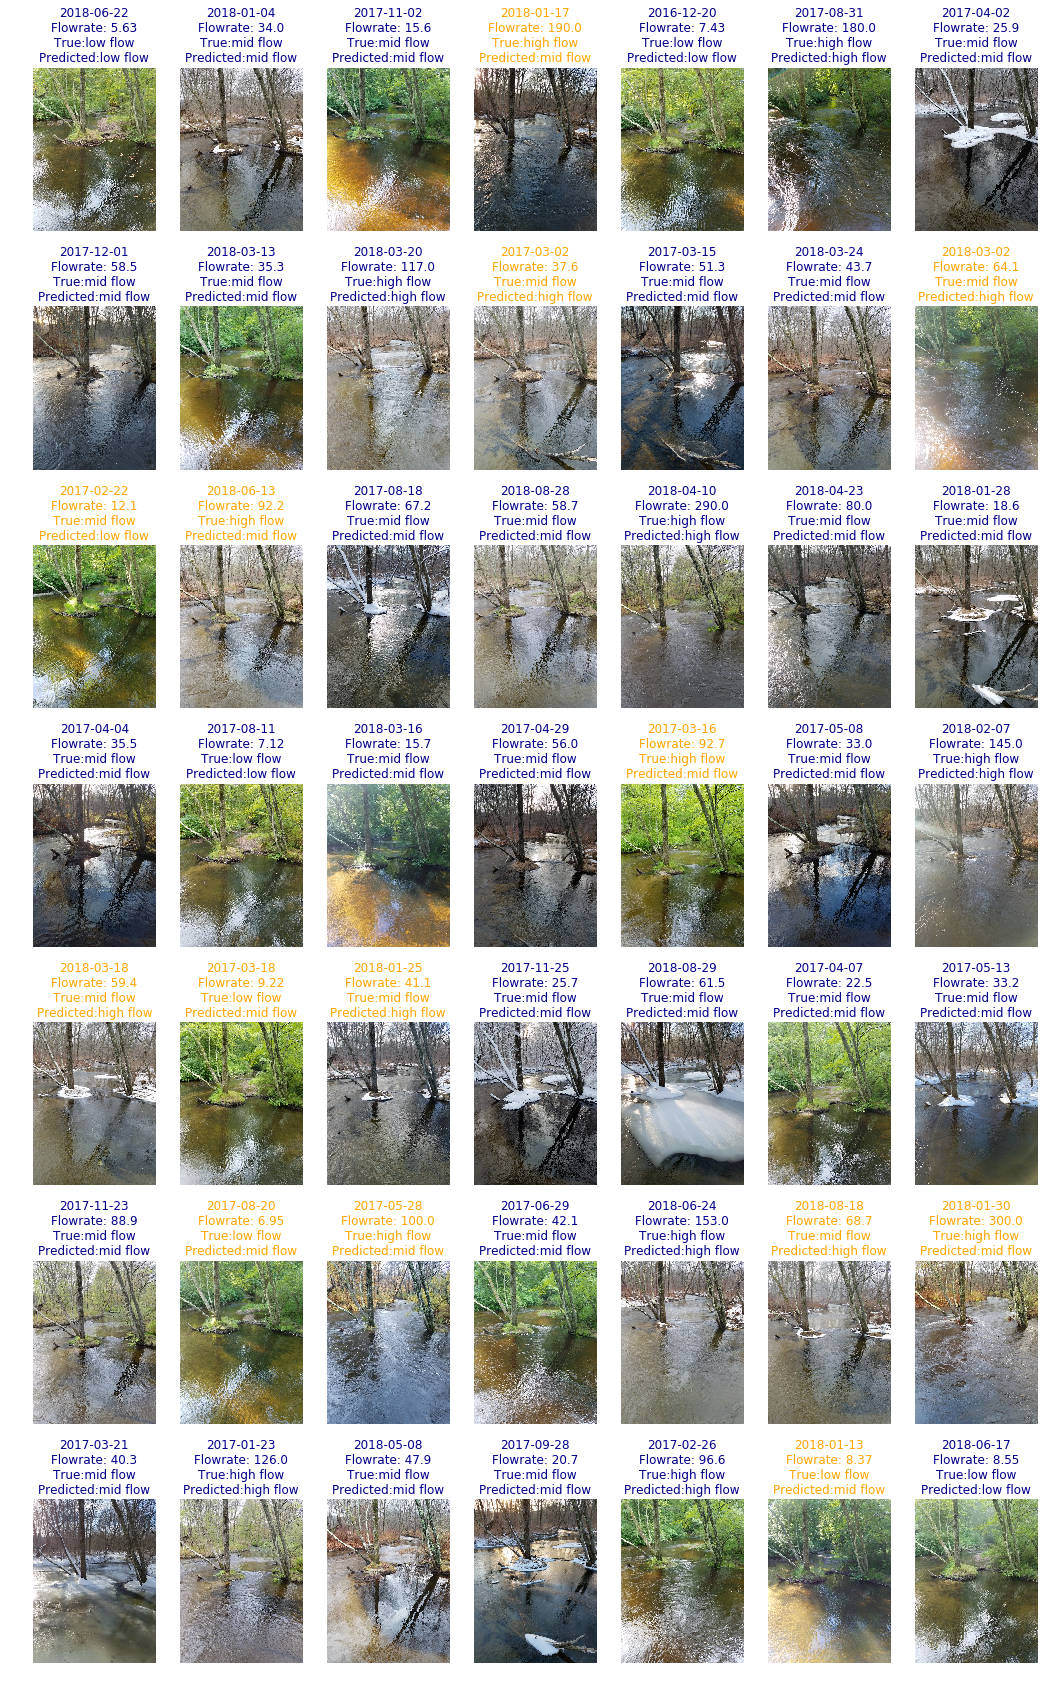 2018-06-22
Flowrate: 5.63
True:low flow
Predicted:low flow
2018-01-04
Flowrate: 34.0
True:mid flow
Predicted:mid flow
2017-11-02
Flowrate: 15.6
True:mid flow
Predicted:mid flow
2018-01-17
Flowrate: 190.0
True:high flow
Predicted:mid flow
2016-12-20
Flowrate: 7.43
True:low flow
Predicted:low flow
2017-08-31
Flowrate: 180.0
True:high flow
Predicted:high flow
2017-04-02
Flowrate: 25.9
True:mid flow
Predicted:mid flow
2017-12-01
Flowrate: 58.5
True:mid flow
Predicted:mid flow
2018-03-13
Flowrate: 35.3
True:mid flow
Predicted:mid flow
2018-03-20
Flowrate: 117.0
True:high flow
Predicted:high flow
2017-03-02
Flowrate: 37.6
True:mid flow
Predicted:high flow
2017-03-15
Flowrate: 51.3
True:mid flow
Predicted:mid flow
2018-03-24
Flowrate: 43.7
True:mid flow
Predicted:mid flow
2018-03-02
Flowrate: 64.1
True:mid flow
Predicted:high flow
2017-02-22
Flowrate: 12.1
True:mid flow
Predicted:low flow
2018-06-13
Flowrate: 92.2
True:high flow
Predicted:mid flow
2017-08-18
Flowrate: 67.2
True:mid flow
Predicted:mid flow
2018-08-28
Flowrate: 58.7
True:mid flow
Predicted:mid flow
2018-04-10
Flowrate: 290.0
True:high flow
Predicted:high flow
2018-04-23
Flowrate: 80.0
True:mid flow
Predicted:mid flow
2018-01-28
Flowrate: 18.6
True:mid flow
Predicted:mid flow
2017-04-04
Flowrate: 35.5
True:mid flow
Predicted:mid flow
2017-08-11
Flowrate: 7.12
True:low flow
Predicted:low flow
2018-03-16
Flowrate: 15.7
True:mid flow
Predicted:mid flow
2017-04-29
Flowrate: 56.0
True:mid flow
Predicted:mid flow
2017-03-16
Flowrate: 92.7
True:high flow
Predicted:mid flow
2017-05-08
Flowrate: 33.0
True:mid flow
Predicted:mid flow
2018-02-07
Flowrate: 145.0
True:high flow
Predicted:high flow
2018-03-18
Flowrate: 59.4
True:mid flow
Predicted:high flow
2017-03-18
Flowrate: 9.22
True:low flow
Predicted:mid flow
2018-01-25
Flowrate: 41.1
True:mid flow
Predicted:high flow
2017-11-25
Flowrate: 25.7
True:mid flow
Predicted:mid flow
2018-08-29
Flowrate: 61.5
True:mid flow
Predicted:mid flow
2017-04-07
Flowrate: 22.5
True:mid flow
Predicted:mid flow
2017-05-13
Flowrate: 33.2
True:mid flow
Predicted:mid flow
2017-11-23
Flowrate: 88.9
True:mid flow
Predicted:mid flow
2017-08-20
Flowrate: 6.95
True:low flow
Predicted:mid flow
2017-05-28
Flowrate: 100.0
True:high flow
Predicted:mid flow
2017-06-29
Flowrate: 42.1
True:mid flow
Predicted:mid flow
2018-06-24
Flowrate: 153.0
True:high flow
Predicted:high flow
2018-08-18
Flowrate: 68.7
True:mid flow
Predicted:high flow
2018-01-30
Flowrate: 300.0
True:high flow
Predicted:mid flow
2017-03-21
Flowrate: 40.3
True:mid flow
Predicted:mid flow
2017-01-23
Flowrate: 126.0
True:high flow
Predicted:high flow
2018-05-08
Flowrate: 47.9
True:mid flow
Predicted:mid flow
2017-09-28
Flowrate: 20.7
True:mid flow
Predicted:mid flow
2017-02-26
Flowrate: 96.6
True:high flow
Predicted:high flow
2018-01-13
Flowrate: 8.37
True:low flow
Predicted:mid flow
2018-06-17
Flowrate: 8.55
True:low flow
Predicted:low flow